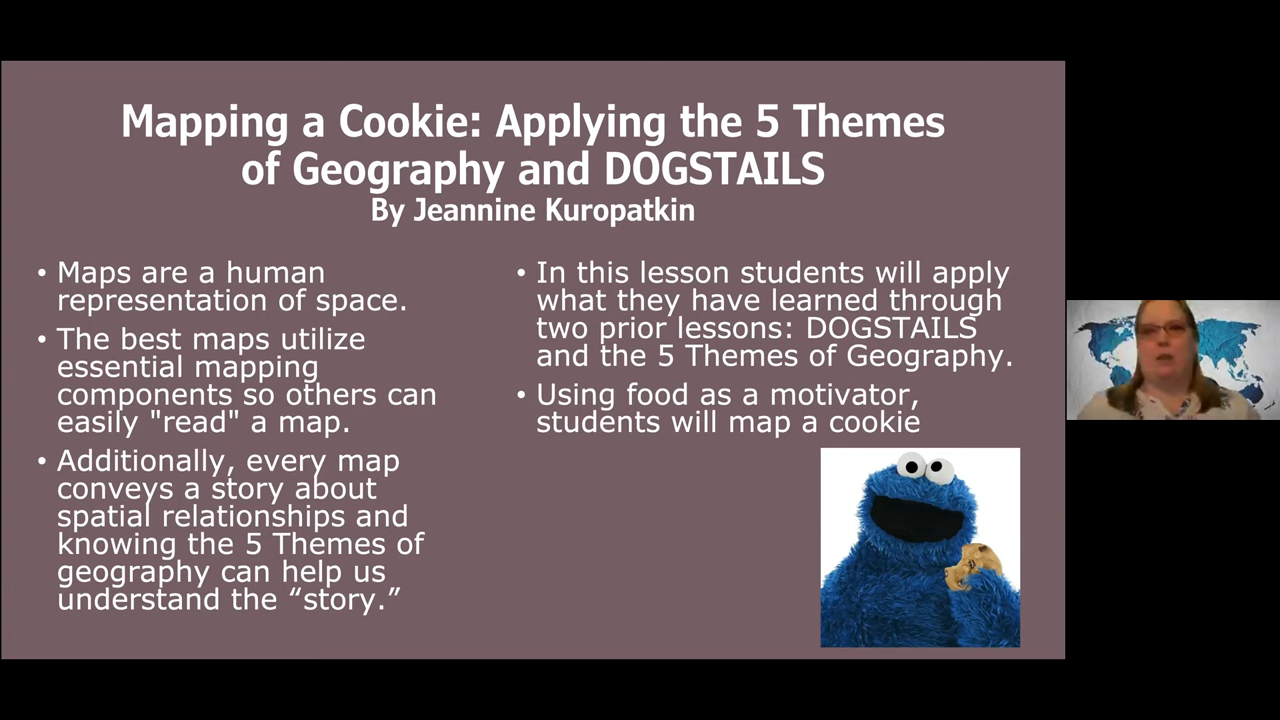 Mapping a Cookie: Applying the 5 Themes
of Geography and DOGSTAILS
By Jeannine Kuropatkin
• Maps are a human
representation of space.
• The best maps utilize
essential mapping
components so others can
easily "read" a map.
• Additionally, every map
conveys a story about
spatial relationships and
knowing the 5 Themes of
geography can help us
understand the “story.”
• In this lesson students will apply
what they have learned through
two prior lessons: DOGSTAILS
and the 5 Themes of Geography.
• Using food as a motivator,
students will map a cookie